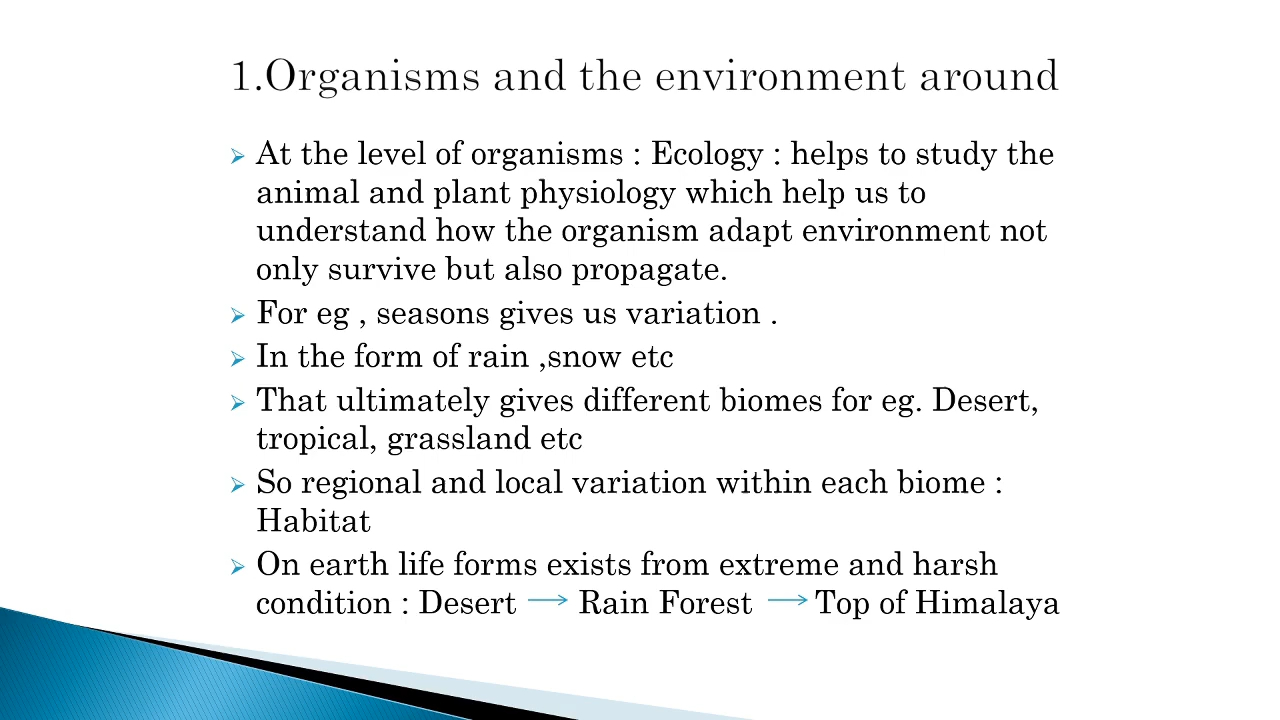 1.Organisms and the environment around
➢ At the level of organisms : Ecology : helps to study the
animal and plant physiology which help us to
understand how the organism adapt environment not
only survive but also propagate.
➢ For eg , seasons gives us variation .
➢ In the form of rain ,snow etc
➢ That ultimately gives different biomes for eg. Desert,
tropical, grassland etc
➢ So regional and local variation within each biome :
Habitat
➢ On earth life forms exists from extreme and harsh
condition : Desert → Rain Forest → Top of Himalaya